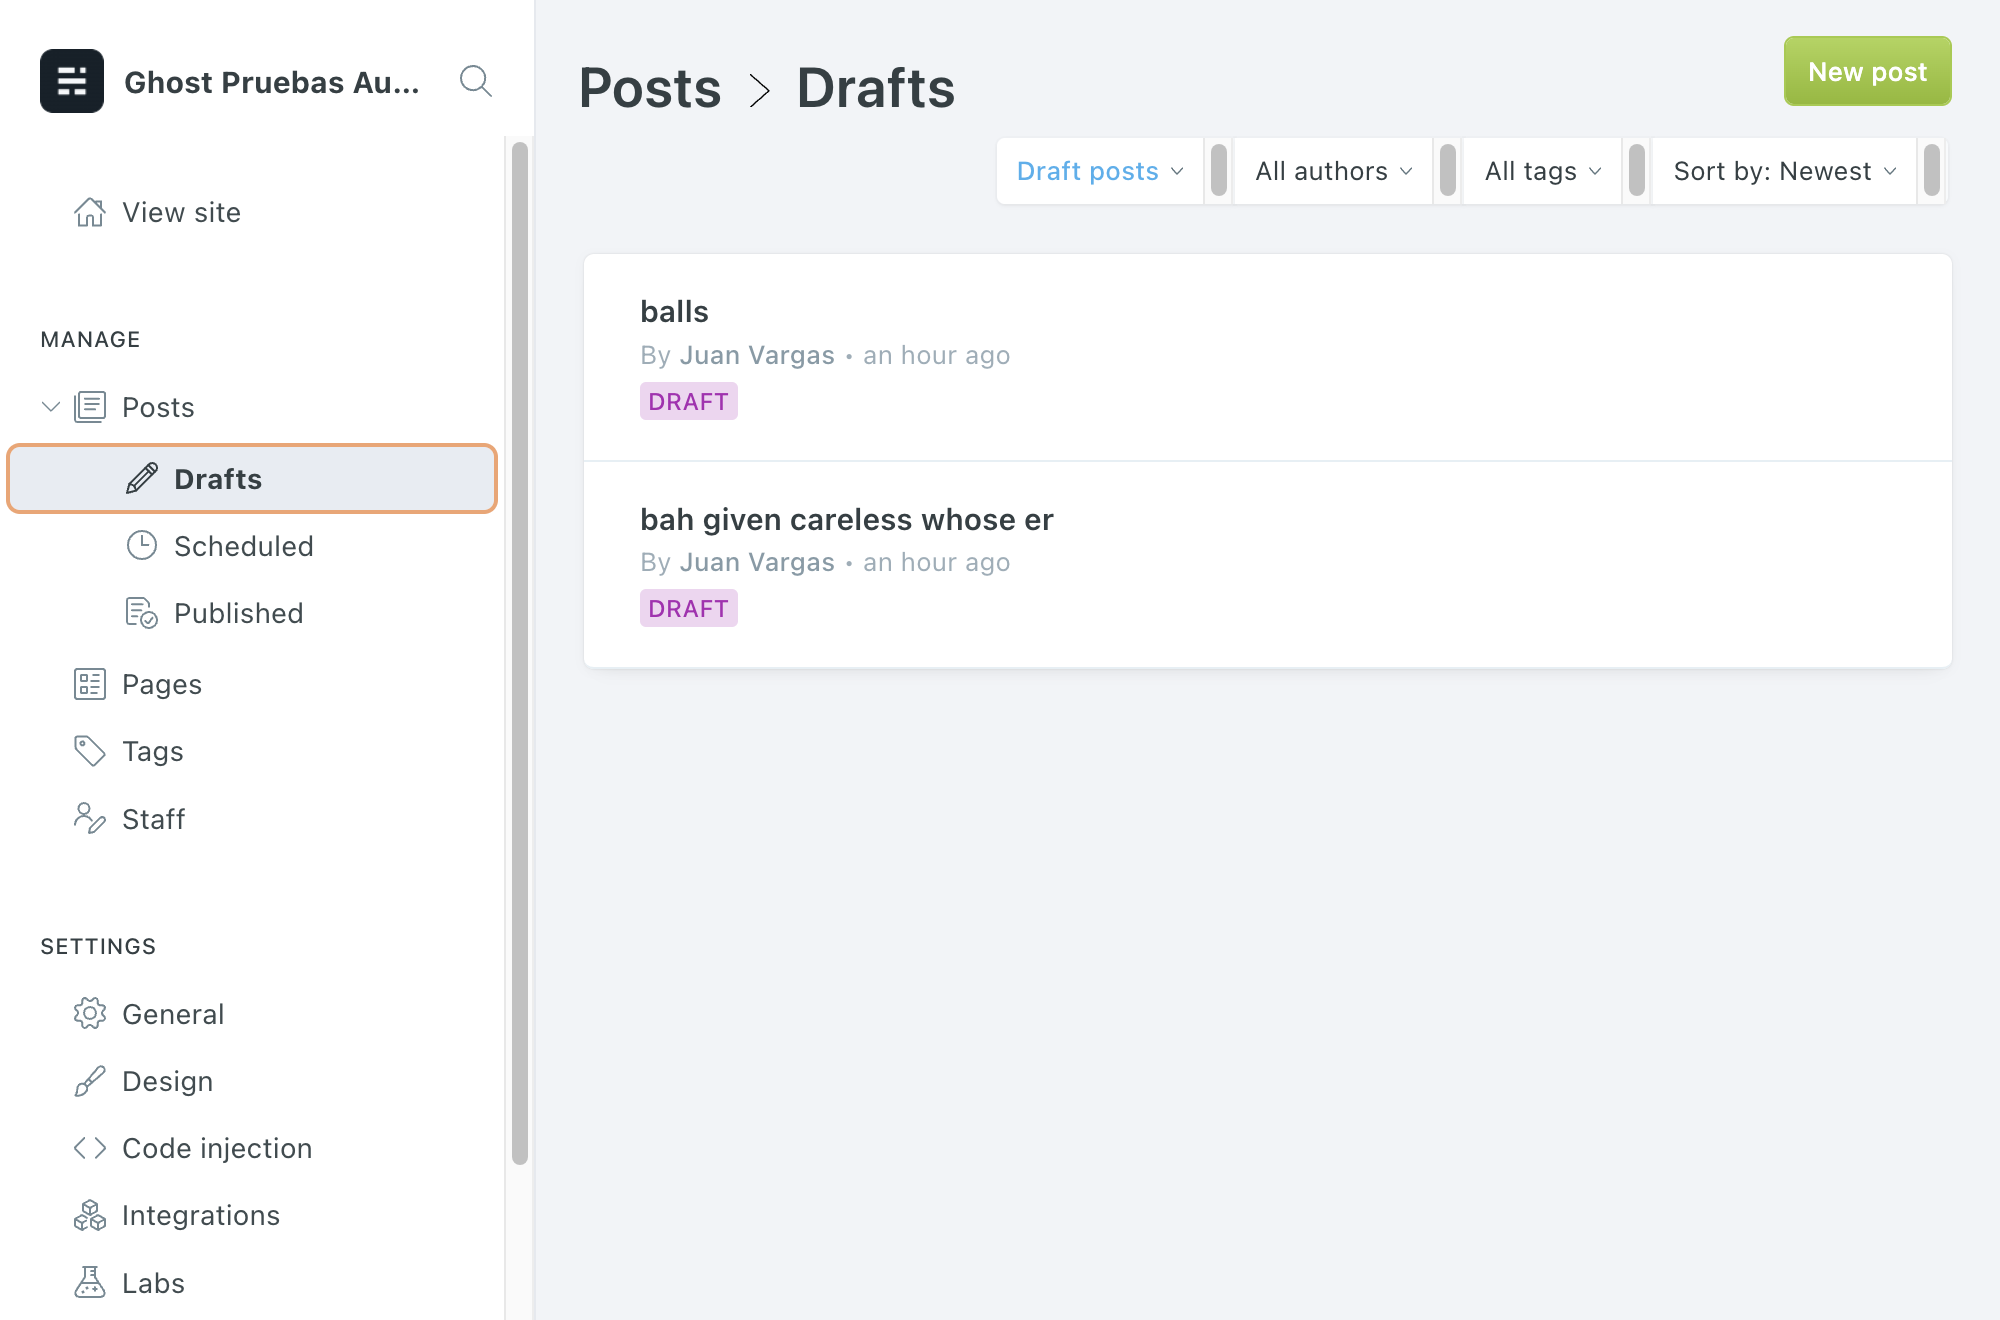 Ghost Pruebas Au...
View site
MANAGE
Posts
Drafts
Scheduled
Published
Pages
Tags
Staff
SETTINGS
General
Design
Code injection
Integrations
Labs
Posts > Drafts
New post
Draft posts
All authors
All tags
Sort by: Newest
balls
By Juan Vargas • an hour ago
DRAFT
bah given careless whose er
By Juan Vargas • an hour ago
DRAFT